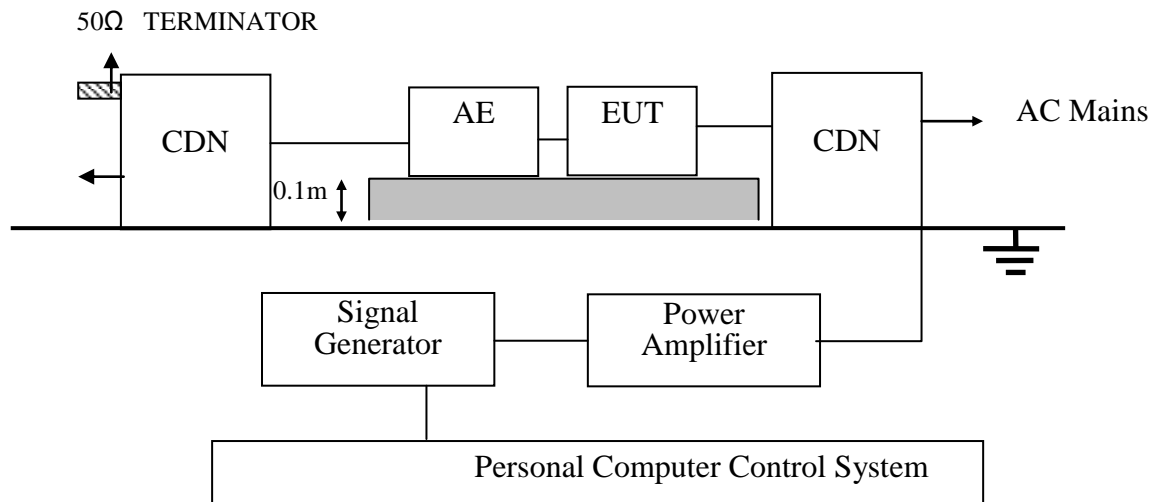 50Ω TERMINATOR
AE
EUT
AC Mains
CDN
CDN
0.1m
Signal
Generator
Power
Amplifier
Personal Computer Control System